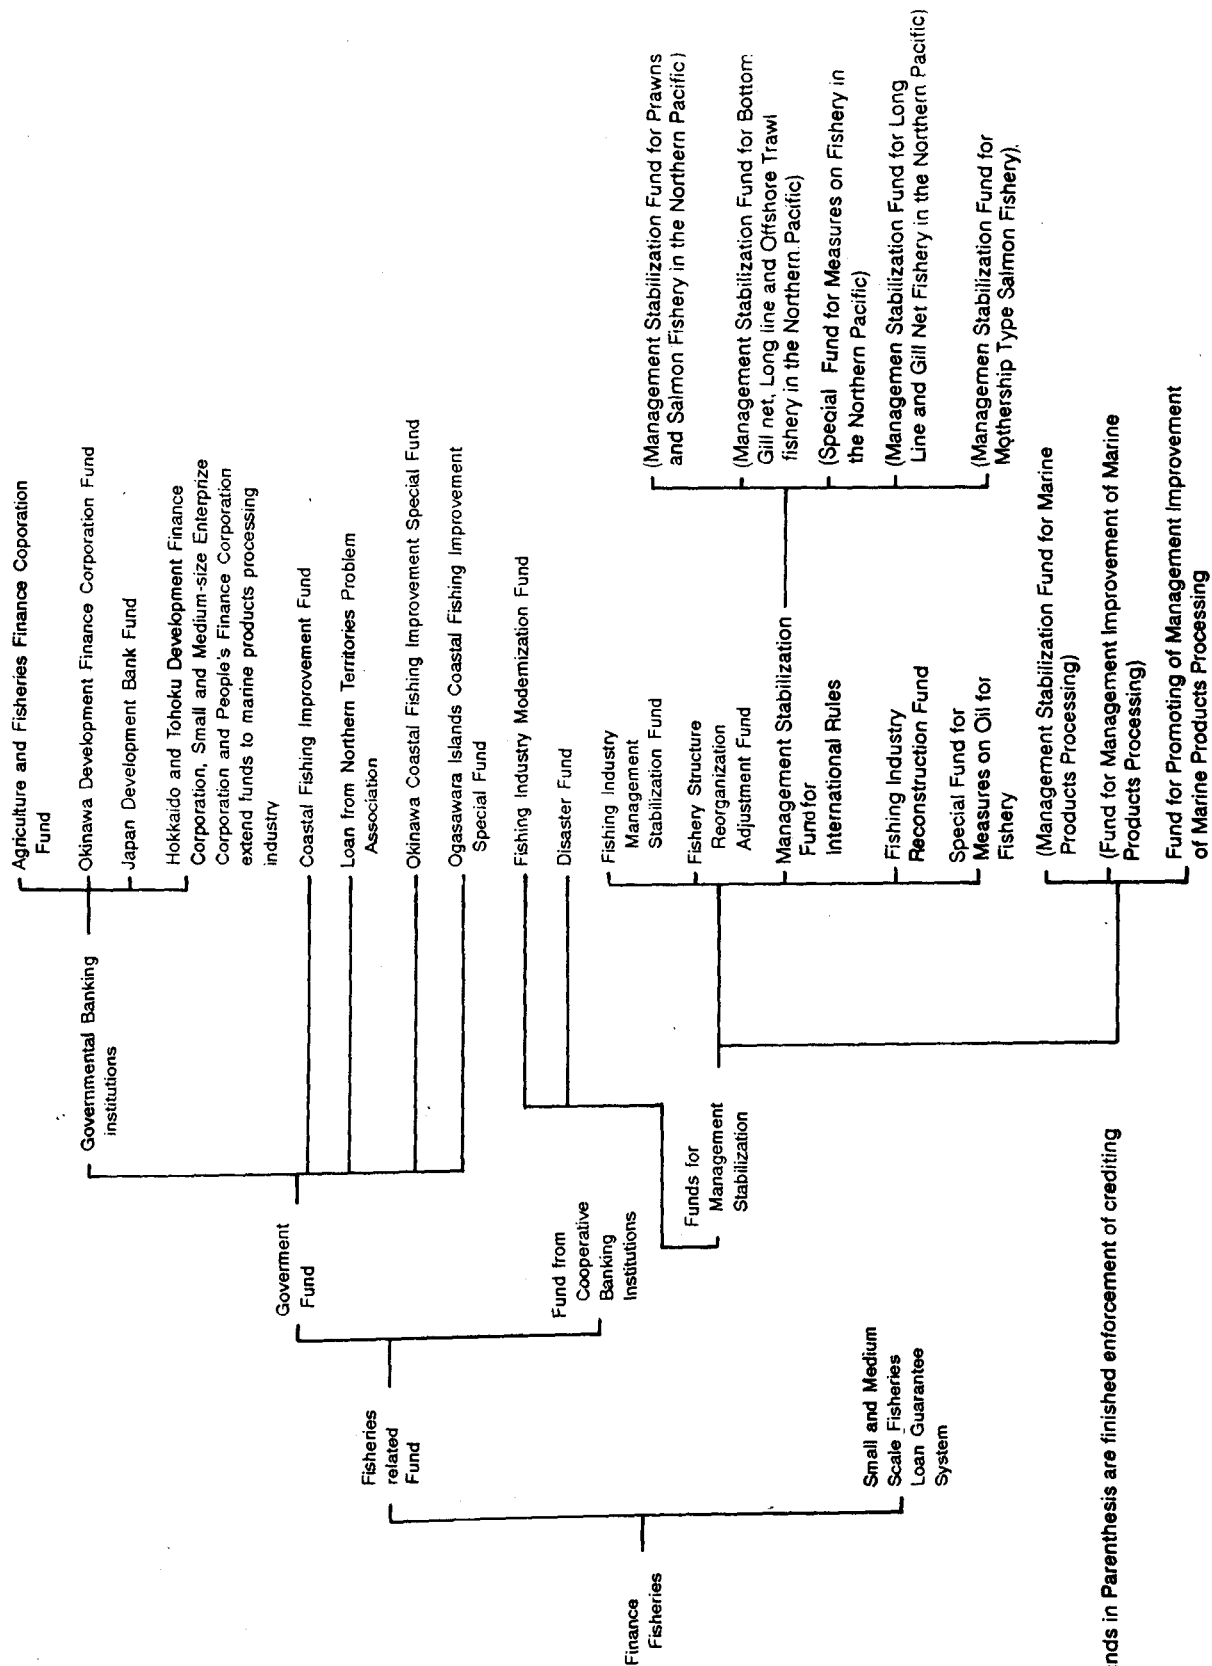 Finance
Fisheries
Fisheries
related
Fund
Small and Medium
Scale Fisheries
Loan Guarantee
System
Goverment
Fund
Fund from
Cooperative
Banking
Institutions
Governmental Banking
institutions
Funds for
Management
Stabilization
Agriculture and Fisheries Finance Coporation
Fund
Okinawa Development Finance Corporation Fund
Japan Development Bank Fund
Hokkaido and Tohoku Development Finance
Corporation, Small and Medium-size Enterprize
Corporation and People's Finance Corporation
extend funds to marine products processing
industry
Coastal Fishing Improvement Fund
Loan from Northern Territories Problem
Association
Okinawa Coastal Fishing Improvement Special Fund
Ogasawara Islands Coastal Fishing Improvement
Special Fund
Fishing Industry Modernization Fund
Disaster Fund
Fishing Industry
Management
Stabilization Fund
Fishery Structure
Reorganization
Adjustment Fund
Management Stabilization
Fund for
International Rules
Fishing Industry
Reconstruction Fund
Special Fund for
Measures on Oil for
Fishery
(Management Stabilization Fund for Marine
Products Processing)
(Fund for Management Improvement of Marine
Products Processing)
Fund for Promoting of Management Improvement
of Marine Products Processing
(Management Stabilization Fund for Prawns
and Salmon Fishery in the Northern Pacific)
(Management Stabilization Fund for Bottom
Gill net, Long line and Offshore Trawl
fishery in the Northern Pacific)
(Special Fund for Measures on Fishery in
the Northern Pacific)
(Managemen Stabilization Fund for Long
Line and Gill Net Fishery in the Northern Pacific)
(Managemen Stabilization Fund for
Mothership Type Salmon Fishery).
nds in Parenthesis are finished enforcement of crediting